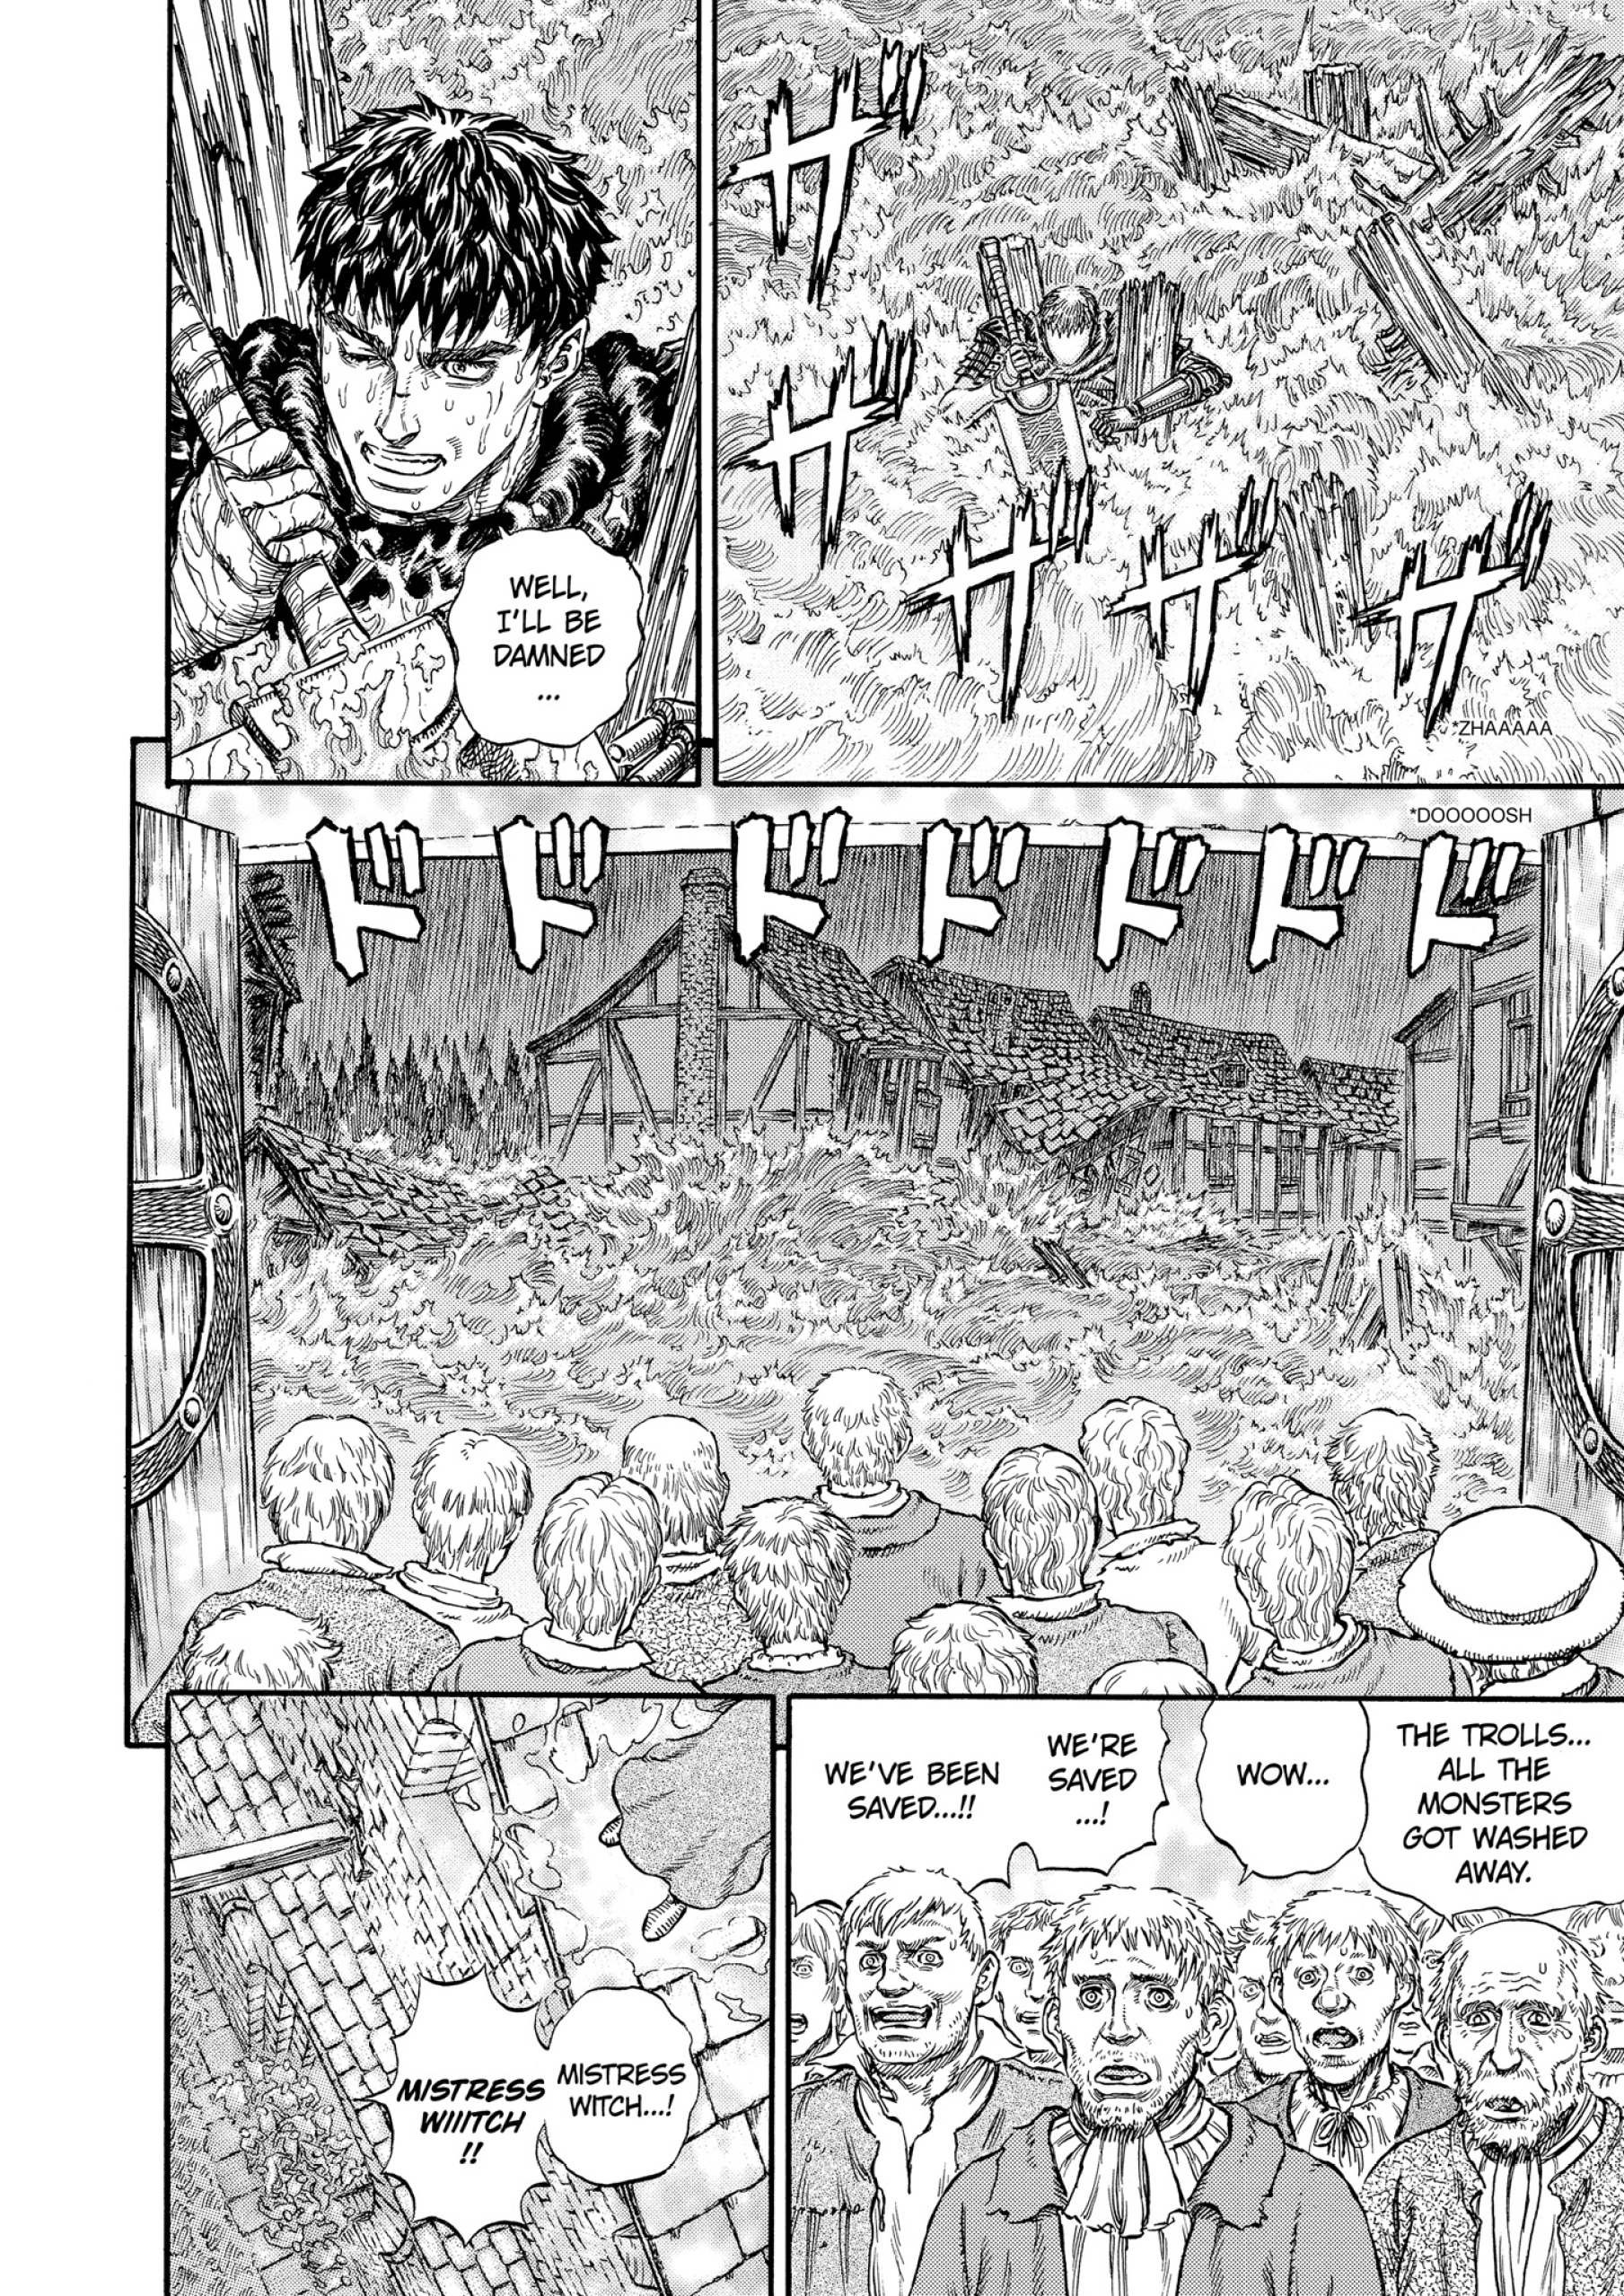 ザザザザザザ
*ZHAAAAA
WELL,
I'LL BE
DAMNED
...
*DOOOOOSH
ドドドドドド
THE TROLLS...
ALL THE
MONSTERS
GOT WASHED
AWAY.
WOW...
WE'RE
SAVED
...!
WE'VE BEEN
SAVED...!!
MISTRESS
WITCH...!
MISTRESS
WIIITCH
!!